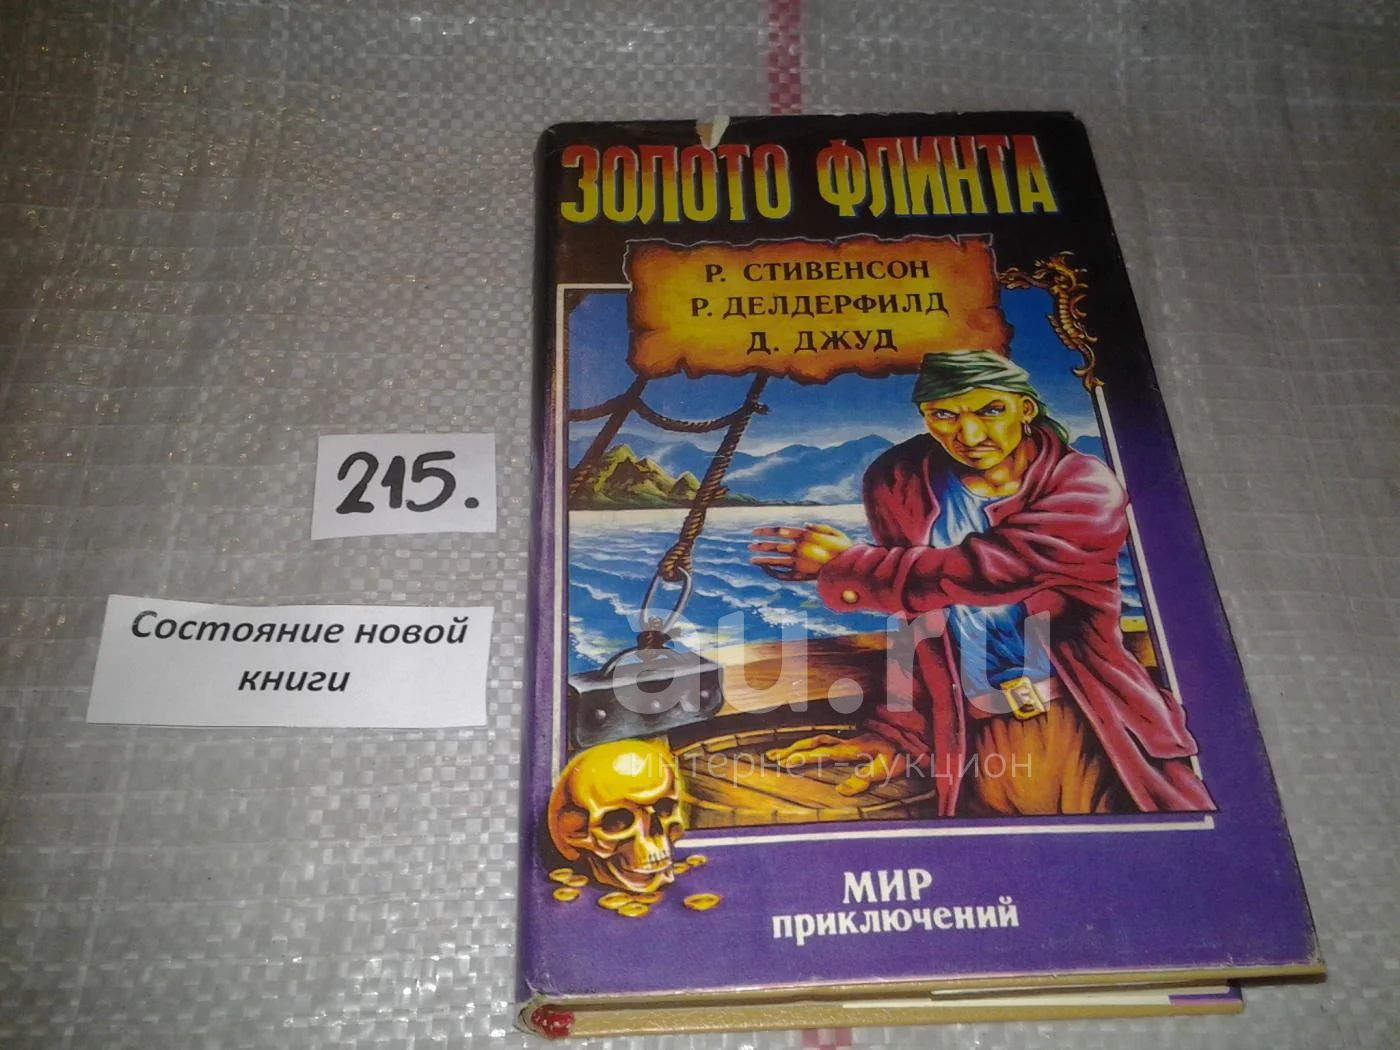 ЗОЛОТО ФЛИНТА
Р. СТИВЕНСОН
Р. ДЕЛДЕРФИЛД
Д. ДЖУД
215.
Состояние новой
книги
au.ru
интернет-аукцион
МИР
приключений